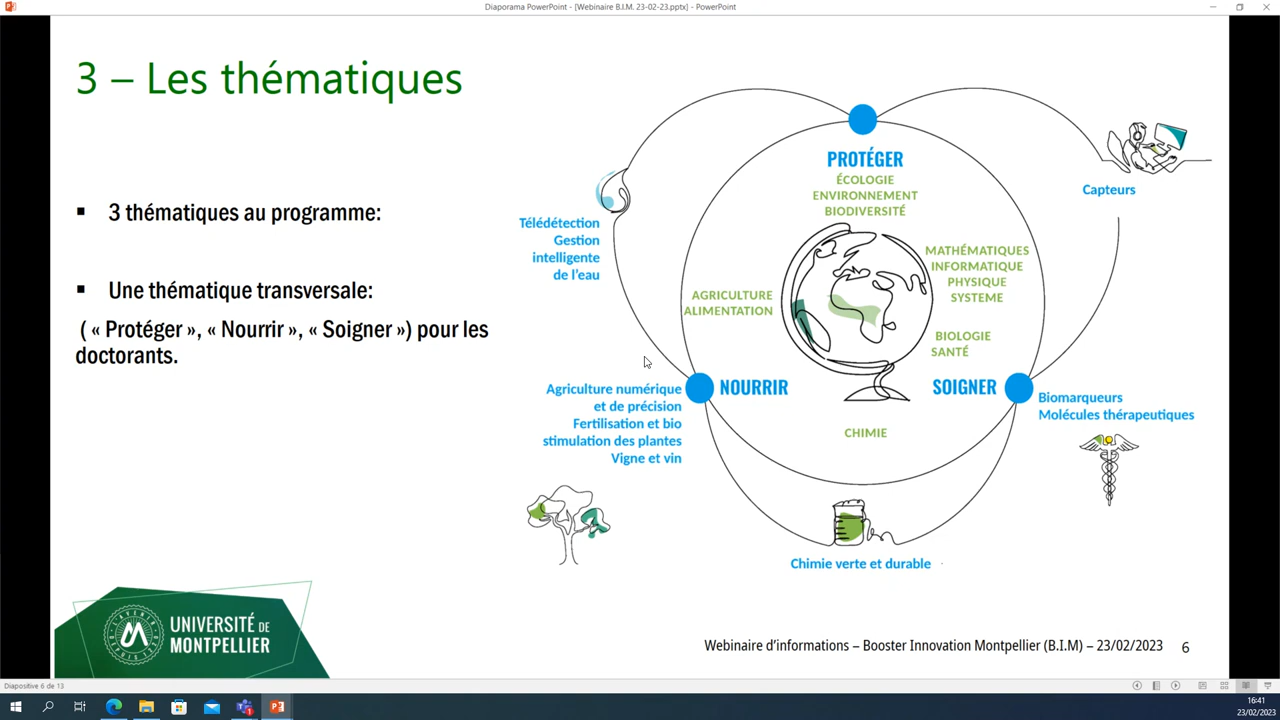 Diaporama PowerPoint - [Webinaire B.I.M. 23-02-23.pptx] - PowerPoint
3 – Les thématiques
▪ 3 thématiques au programme:
▪ Une thématique transversale:
( « Protéger », « Nourrir », « Soigner ») pour les
doctorants.
PROTÉGER
ÉCOLOGIE
ENVIRONNEMENT
BIODIVERSITÉ
Capteurs
Télédétection
Gestion
intelligente
de l'eau
MATHÉMATIQUES
INFORMATIQUE
PHYSIQUE
SYSTEME
AGRICULTURE
ALIMENTATION
BIOLOGIE
SANTÉ
NOURRIR
SOIGNER
Agriculture numérique
et de précision
Fertilisation et bio
stimulation des plantes
Vigne et vin
Biomarqueurs
Molécules thérapeutiques
CHIMIE
Chimie verte et durable
UNIVERSITÉ DE
MONTPELLIER
Webinaire d'informations – Booster Innovation Montpellier (B.I.M) – 23/02/2023 6
Diapositive 6 de 13
16:41
23/02/2023